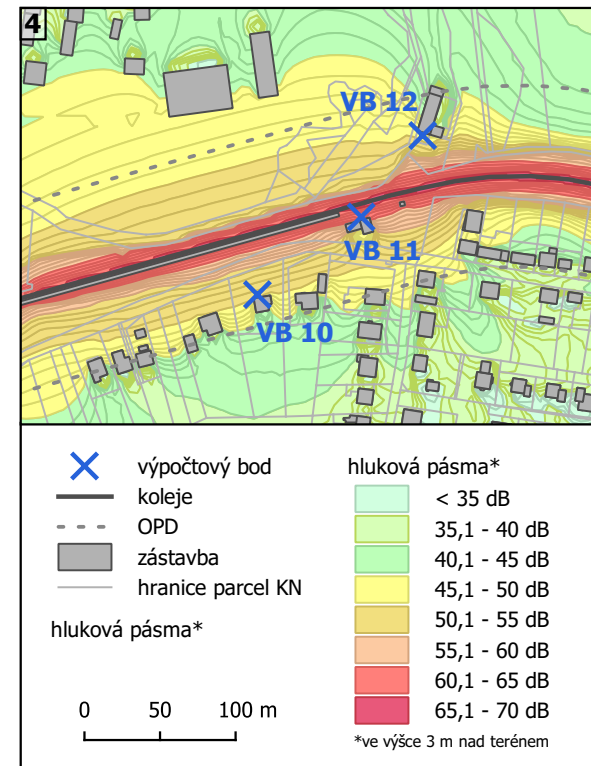 4
VB 12
VB 11
VB 10
výpočtový bod
koleje
OPD
zástavba
hranice parcel KN
hluková pásma*
0 50 100 m
hluková pásma*
< 35 dB
35,1 - 40 dB
40,1 - 45 dB
45,1 - 50 dB
50,1 - 55 dB
55,1 - 60 dB
60,1 - 65 dB
65,1 - 70 dB
*ve výšce 3 m nad terénem